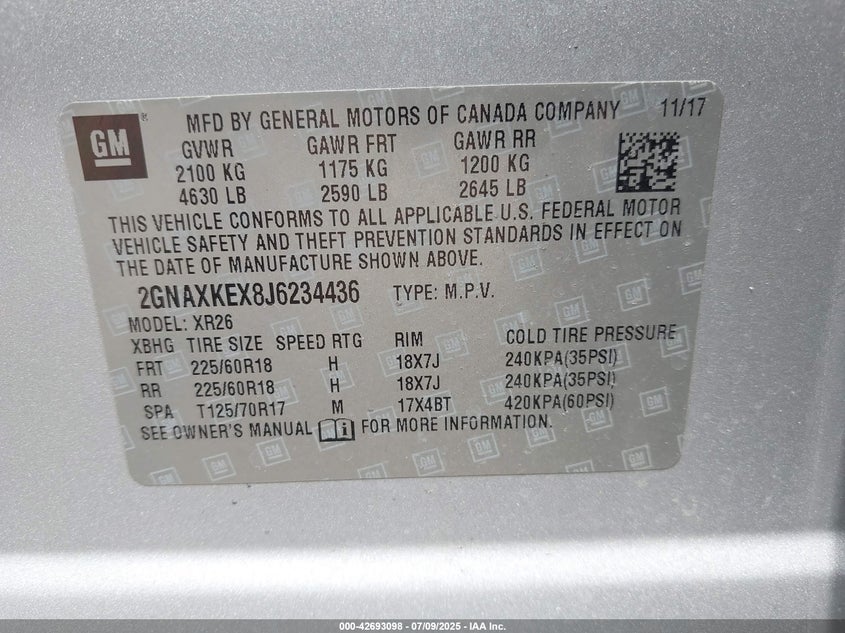 GM ® MFD BY GENERAL MOTORS OF CANADA COMPANY 11/17
GVWR GAWR FRT GAWR RR
2100 KG 1175 KG 1200 KG
4630 LB 2590 LB 2645 LB
THIS VEHICLE CONFORMS TO ALL APPLICABLE U.S. FEDERAL MOTOR
VEHICLE SAFETY AND THEFT PREVENTION STANDARDS IN EFFECT ON
THE DATE OF MANUFACTURE SHOWN ABOVE.
2GNAXKEX8J6234436 TYPE: M.P.V.
MODEL: XR26
XBHG TIRE SIZE SPEED RTG RIM COLD TIRE PRESSURE
FRT 225/60R18 H 18X7J 240KPA(35PSI)
RR 225/60R18 H 18X7J 240KPA(35PSI)
SPA T125/70R17 M 17X4BT 420KPA(60PSI)
SEE OWNER'S MANUAL FOR MORE INFORMATION.
000-42693098 - 07/09/2025 - IAA Inc.